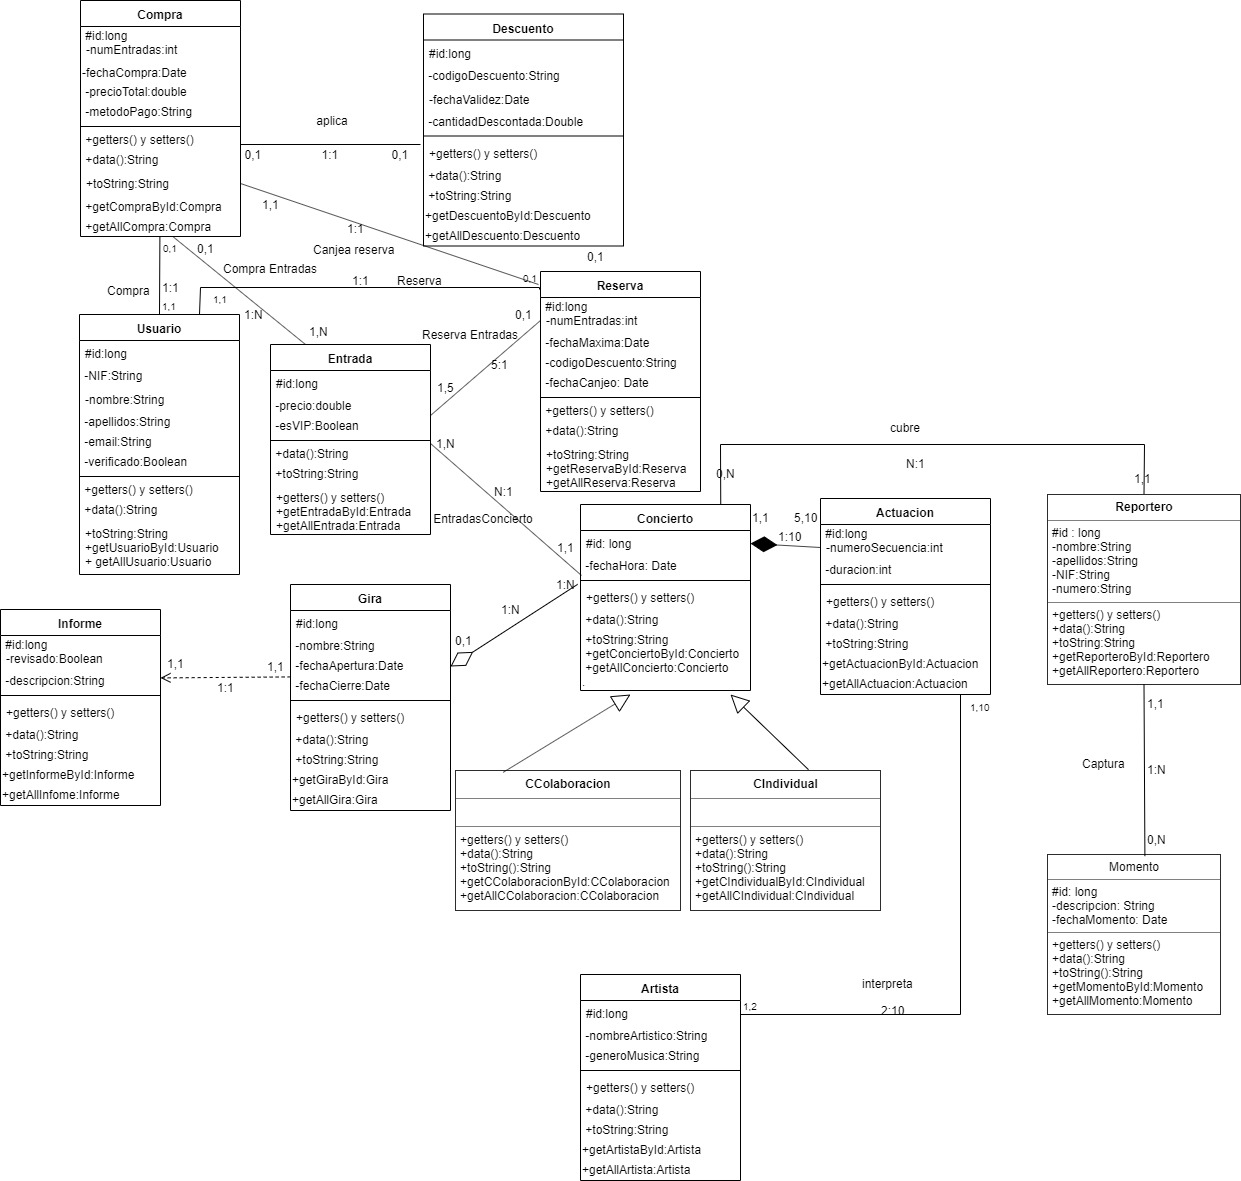 Compra
#id:long
-numEntradas:int
-fechaCompra:Date
-precioTotal:double
-metodoPago:String
+getters() y setters()
+data():String
+toString:String
+getCompraById:Compra
+getAllCompra:Compra
aplica
0,1
1:1
0,1
Descuento
#id:long
-codigoDescuento:String
-fechaValidez:Date
-cantidadDescontada:Double
+getters() y setters()
+data():String
+toString:String
+getDescuentoById:Descuento
+getAllDescuento:Descuento
1,1
1:1
Canjea reserva
0,1
0,1
0,1
0,1
Compra Entradas
1:1
Reserva
Compra
1:1
1,1
1,1
1:N
1,N
Usuario
#id:long
-NIF:String
-nombre:String
-apellidos:String
-email:String
-verificado:Boolean
+getters() y setters()
+data():String
+toString:String
+getUsuarioById:Usuario
+ getAllUsuario:Usuario
Entrada
#id:long
-precio:double
-esVIP:Boolean
+data():String
+toString:String
+getters() y setters()
+getEntradaById:Entrada
+getAllEntrada:Entrada
0,1
Reserva Entradas
5:1
1,5
Reserva
#id:long
-numEntradas:int
-fechaMaxima:Date
-codigoDescuento:String
-fechaCanjeo: Date
+getters() y setters()
+data():String
+toString:String
+getReservaById:Reserva
+getAllReserva:Reserva
1,N
N:1
EntradasConcierto
1,1
cubre
N:1
0,N
1,1
Concierto
#id: long
-fechaHora: Date
+getters() y setters()
+data():String
+toString:String
+getConciertoById:Concierto
+getAllConcierto:Concierto
.
1,1
5,10
1:10
Actuacion
#id:long
-numeroSecuencia:int
-duracion:int
+getters() y setters()
+data():String
+toString:String
+getActuacionById:Actuacion
+getAllActuacion:Actuacion
Reportero
#id : long
-nombre:String
-apellidos:String
-NIF:String
-numero:String
+getters() y setters()
+data():String
+toString:String
+getReporteroById:Reportero
+getAllReportero:Reportero
1:N
1:N
0,1
Gira
#id:long
-nombre:String
-fechaApertura:Date
-fechaCierre:Date
+getters() y setters()
+data():String
+toString:String
+getGiraById:Gira
+getAllGira:Gira
1,1
1:1
1,1
Informe
#id:long
-revisado:Boolean
-descripcion:String
+getters() y setters()
+data():String
+toString:String
+getInformeById:Informe
+getAllInfome:Informe
CColaboracion
+getters() y setters()
+data():String
+toString():String
+getCColaboracionById:CColaboracion
+getAllCColaboracion:CColaboracion
CIndividual
+getters() y setters()
+data():String
+toString():String
+getCIndividualById:CIndividual
+getAllCIndividual:CIndividual
1,10
interpreta
2:10
1,2
1,1
Captura
1:N
0,N
Momento
#id: long
-descripcion: String
-fechaMomento: Date
+getters() y setters()
+data():String
+toString():String
+getMomentoById:Momento
+getAllMomento:Momento
Artista
#id:long
-nombreArtistico:String
-generoMusica:String
+getters() y setters()
+data():String
+toString:String
+getArtistaById:Artista
+getAllArtista:Artista